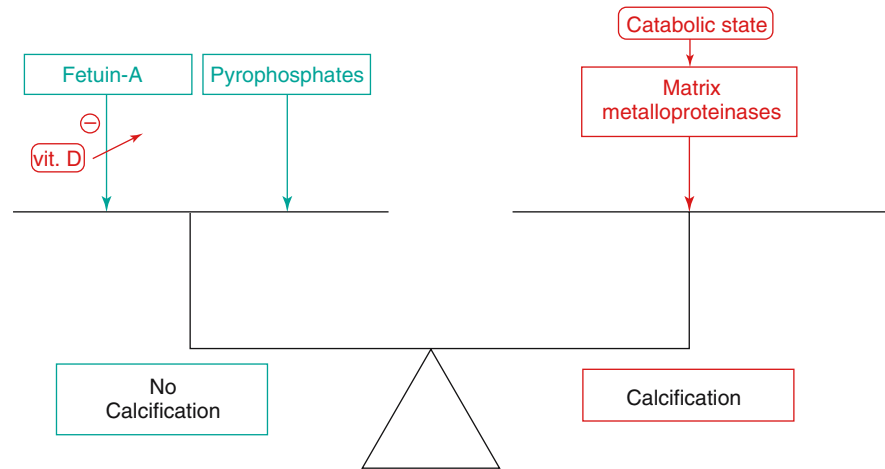 Catabolic state
Fetuin-A
Pyrophosphates
Matrix
metalloproteinases
−
vit. D
No
Calcification
Calcification